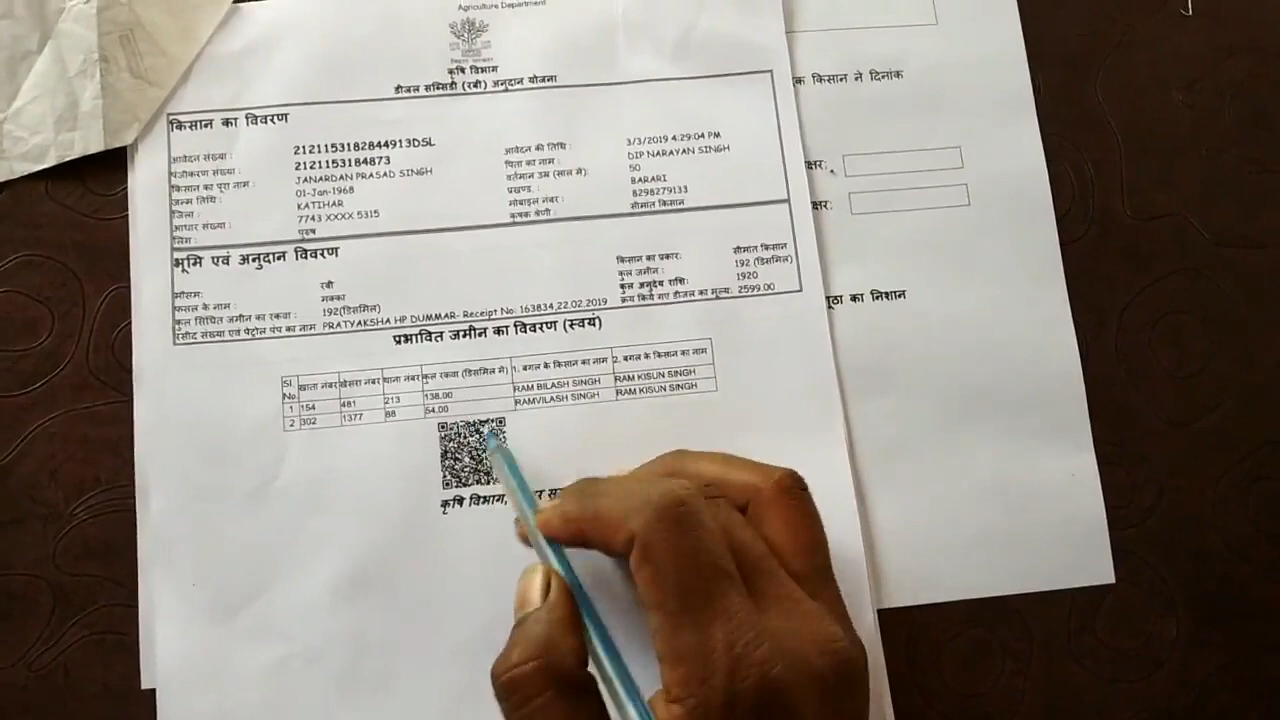 Agriculture Department
कृषि विभाग
डीजल सब्सिडी (रबी) अनुदान योजना
किसान का विवरण
आवेदन संख्या : 2121153182844913DSL आवेदन की तिथि : 3/3/2019 4:29:04 PM
पंजीकरण संख्या : 2121153184873 पिता का नाम : DIP NARAYAN SINGH
किसान का पूरा नाम : JANARDAN PRASAD SINGH वर्तमान उम्र (साल में): 50
जन्म तिथि : 01-Jan-1968 प्रखण्ड. : BARARI
जिला : KATIHAR मोबाइल नंबर : 8298279133
आधार संख्या : 7743 XXXX 5315 कृषक श्रेणी : सीमांत किसान
लिंग : पुरुष
भूमि एवं अनुदान विवरण
मौसम: रबी किसान का प्रकार: सीमांत किसान
फसल के नाम : मक्का कुल जमीन : 192 (डिसमिल)
कुल सिंचित जमीन का रकवा: 192(डिसमिल) कुल अनुदेय राशि: 1920
रसीद संख्या एवं पेट्रोल पंप का नाम PRATYAKSHA HP DUMMAR- Receipt No: 163834,22.02.2019 क्रय किये गए डीजल का मूल्य: 2599.00
प्रभावित जमीन का विवरण (स्वयं)
Sl. No. खाता नंबर खेसरा नंबर थाना नंबर कुल रकवा (डिसमिल में) 1. बगल के किसान का नाम 2. बगल के किसान का नाम
1 154 481 213 138.00 RAM BILASH SINGH RAM KISUN SINGH
2 302 1377 88 54.00 RAMVILASH SINGH RAM KISUN SINGH
कृषि विभाग,
क किसान ने दिनांक
क्षर:
क्षर:
गूठा का निशान